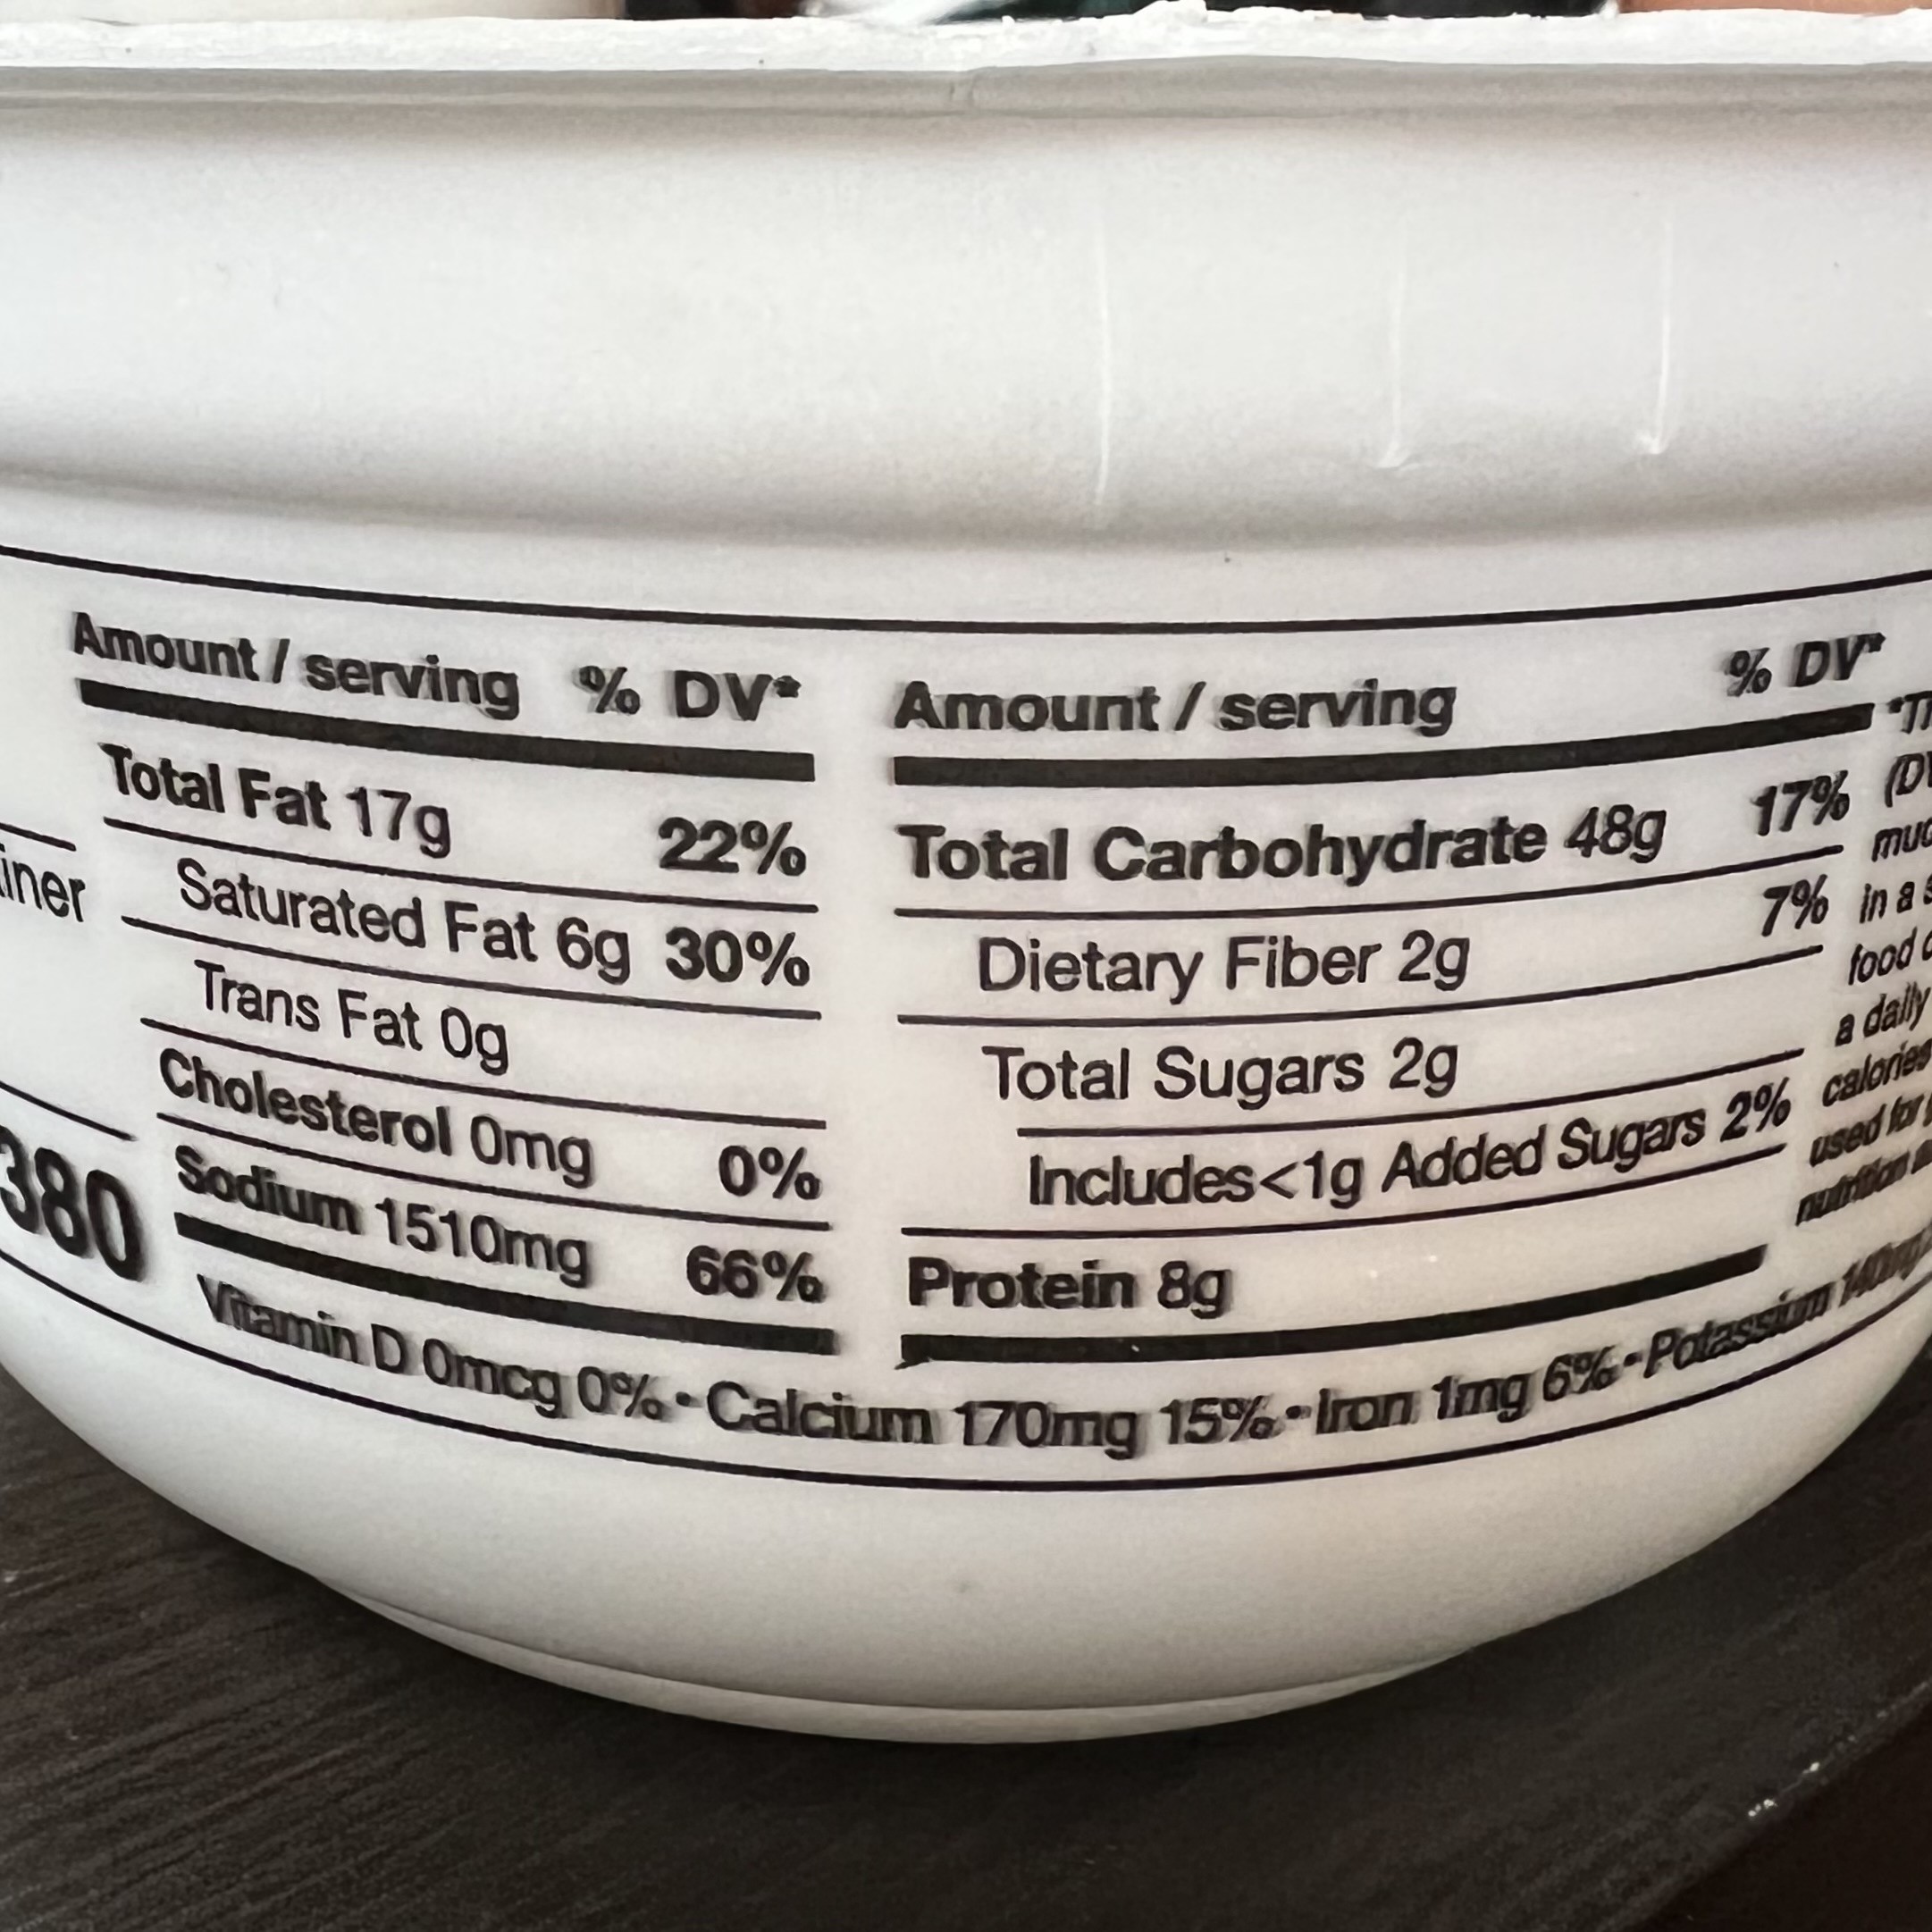 iner
380
Amount / serving % DV*
Total Fat 17g 22%
Saturated Fat 6g 30%
Trans Fat 0g
Cholesterol 0mg 0%
Sodium 1510mg 66%
Amount / serving % DV*
Total Carbohydrate 48g 17%
Dietary Fiber 2g 7%
Total Sugars 2g
Includes<1g Added Sugars 2%
Protein 8g
Vitamin D 0mcg 0% • Calcium 170mg 15% • Iron 1mg 6% • Potassium 140mg
in a
food
a daily
calories
used for
nutrition